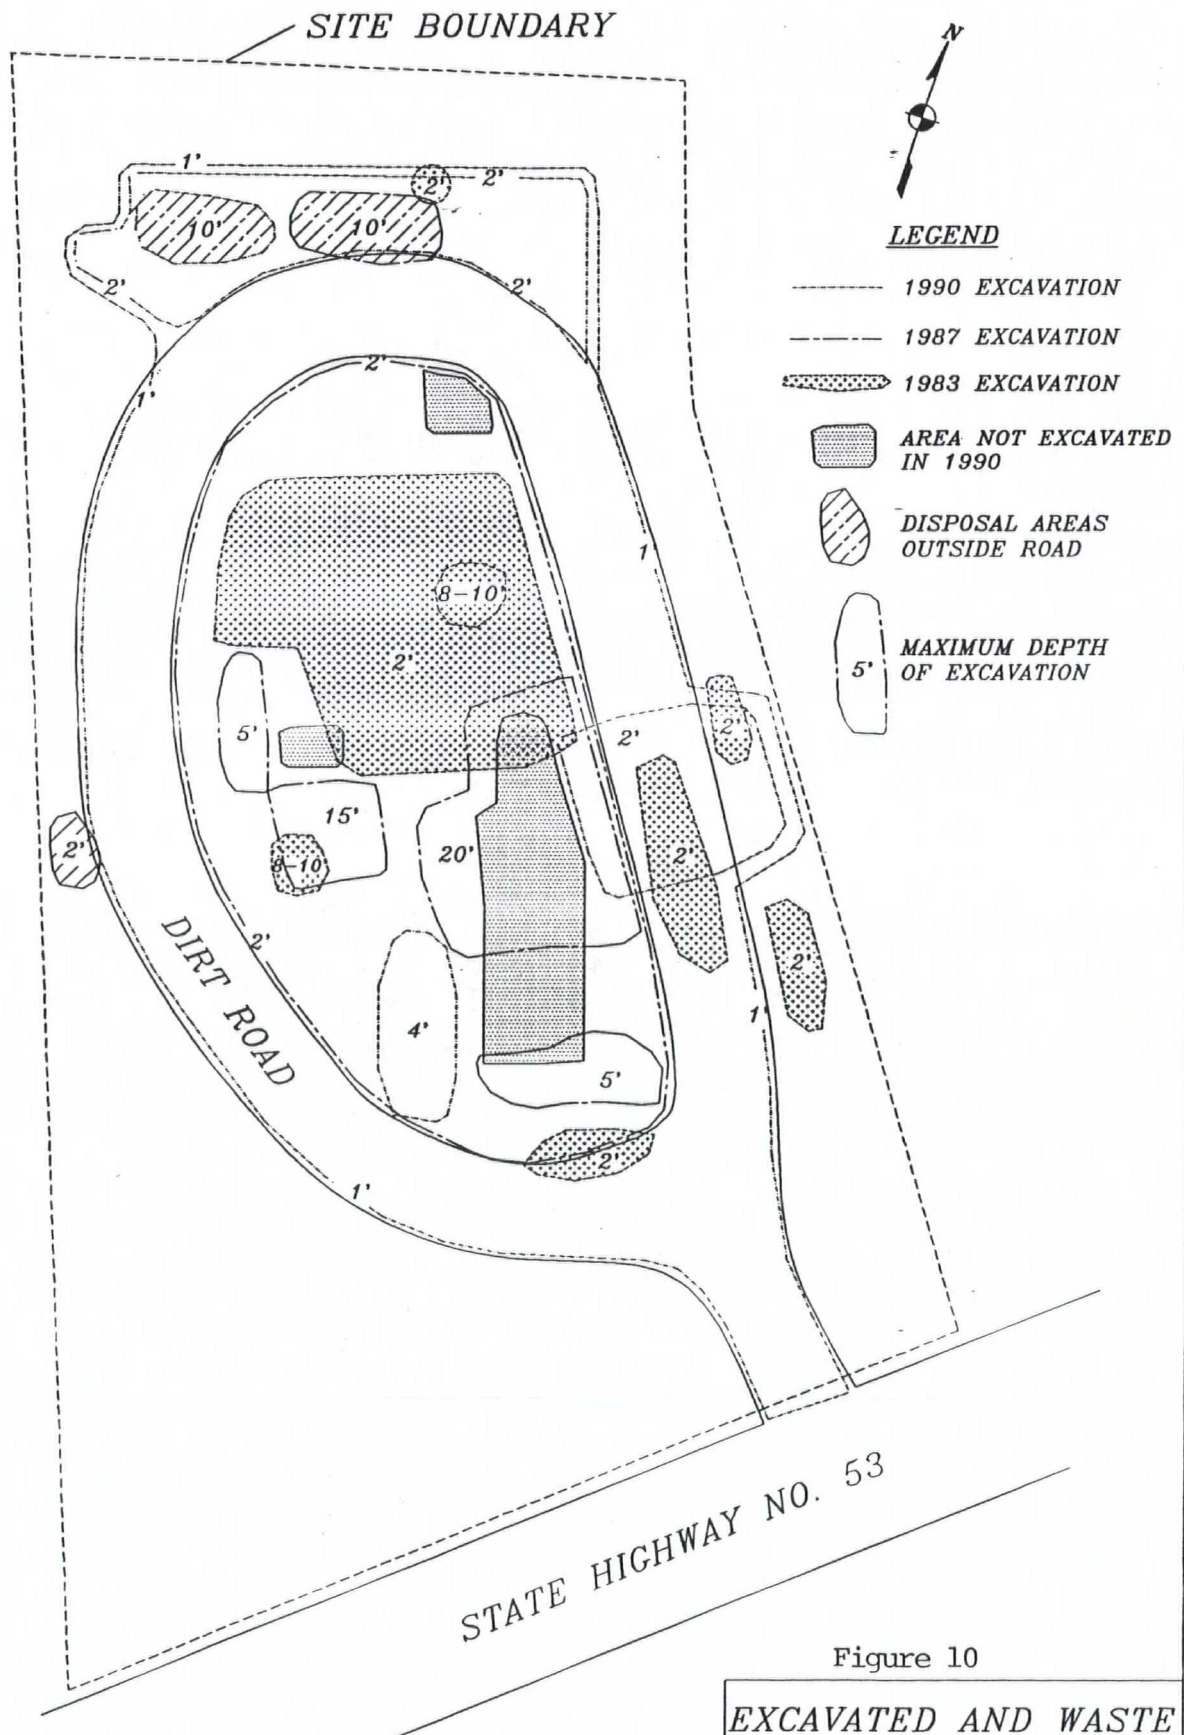 SITE BOUNDARY
N
1'
2'
2'
10'
10'
2'
2'
LEGEND
1990 EXCAVATION
1987 EXCAVATION
1983 EXCAVATION
AREA NOT EXCAVATED
IN 1990
DISPOSAL AREAS
OUTSIDE ROAD
5'
MAXIMUM DEPTH
OF EXCAVATION
2'
1'
1
8-10
2'
5'
2'
2'
15'
20'
8-10
2'
2'
2'
2'
DIRT ROAD
4'
1'
5'
2'
1'
STATE HIGHWAY NO. 53
Figure 10
EXCAVATED AND WASTE